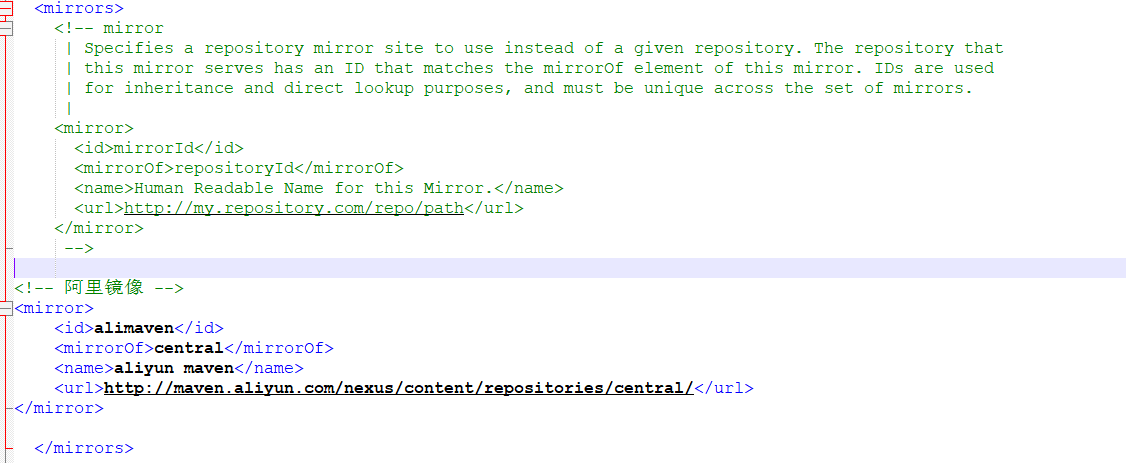 <mirrors>
<!-- mirror
| Specifies a repository mirror site to use instead of a given repository. The repository that
| this mirror serves has an ID that matches the mirrorOf element of this mirror. IDs are used
| for inheritance and direct lookup purposes, and must be unique across the set of mirrors.
|
<mirror>
<id>mirrorId</id>
<mirrorOf>repositoryId</mirrorOf>
<name>Human Readable Name for this Mirror.</name>
<url>http://my.repository.com/repo/path</url>
</mirror>
-->
<!-- 阿里镜像 -->
<mirror>
<id>alimaven</id>
<mirrorOf>central</mirrorOf>
<name>aliyun maven</name>
<url>http://maven.aliyun.com/nexus/content/repositories/central/</url>
</mirror>
</mirrors>